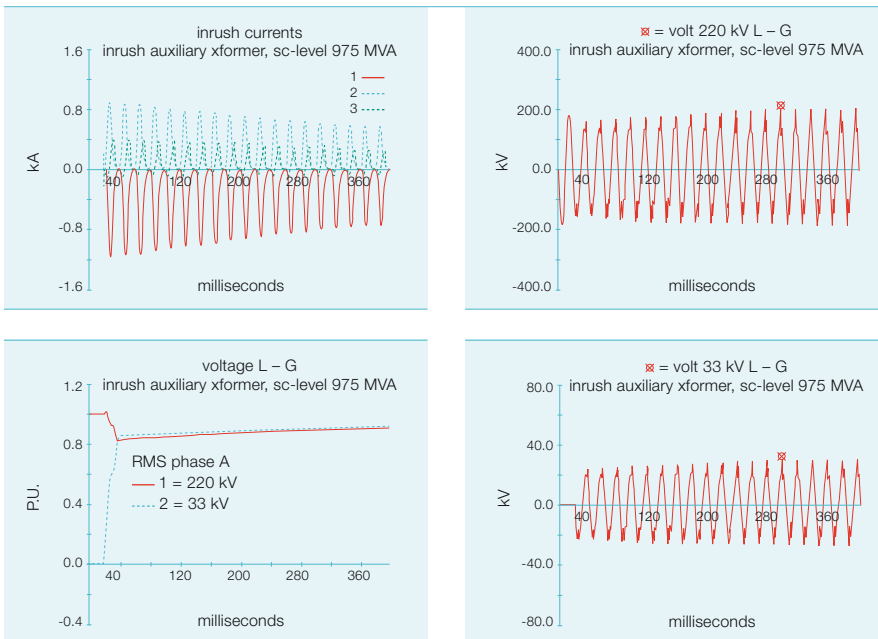 inrush currents
inrush auxiliary xformer, sc-level 975 MVA
1.6
0.8
0.0
-0.8
-1.6
kA
1
2
3
40
120
200
280
360
milliseconds
= volt 220 kV L – G
inrush auxiliary xformer, sc-level 975 MVA
400.0
200.0
0.0
-200.0
-400.0
kV
40
120
200
280
360
milliseconds
voltage L – G
inrush auxiliary xformer, sc-level 975 MVA
1.2
0.8
0.4
0.0
-0.4
P.U.
RMS phase A
1 = 220 kV
2 = 33 kV
40
120
200
280
360
milliseconds
= volt 33 kV L – G
inrush auxiliary xformer, sc-level 975 MVA
80.0
40.0
0.0
-40.0
-80.0
kV
40
120
200
280
360
milliseconds